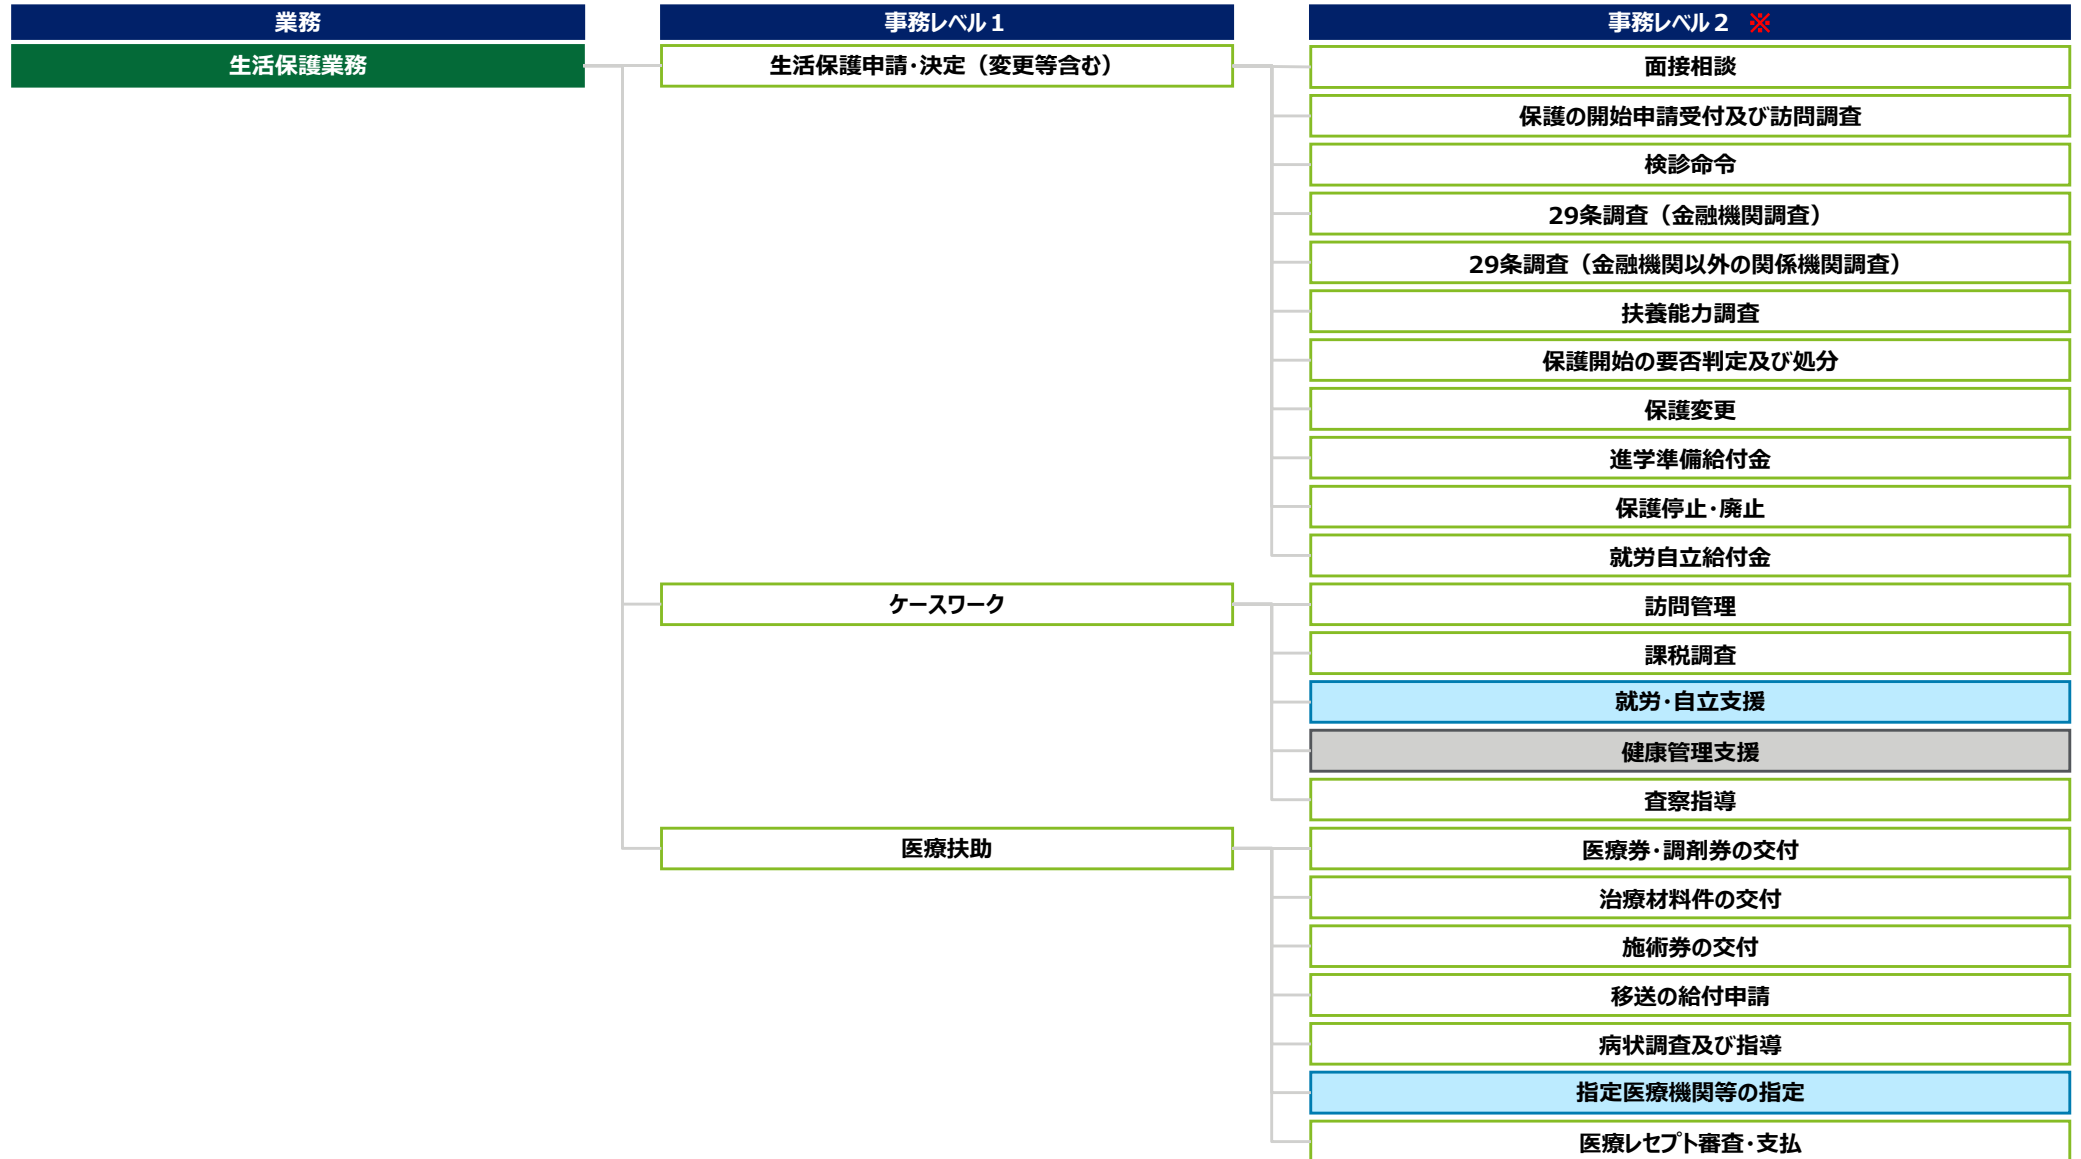 業務
事務レベル１
事務レベル２ ※
生活保護業務
生活保護申請・決定（変更等含む）
面接相談
保護の開始申請受付及び訪問調査
検診命令
29条調査（金融機関調査）
29条調査（金融機関以外の関係機関調査）
扶養能力調査
保護開始の要否判定及び処分
保護変更
進学準備給付金
保護停止・廃止
就労自立給付金
ケースワーク
訪問管理
課税調査
就労・自立支援
健康管理支援
査察指導
医療扶助
医療券・調剤券の交付
治療材料件の交付
施術券の交付
移送の給付申請
病状調査及び指導
指定医療機関等の指定
医療レセプト審査・支払